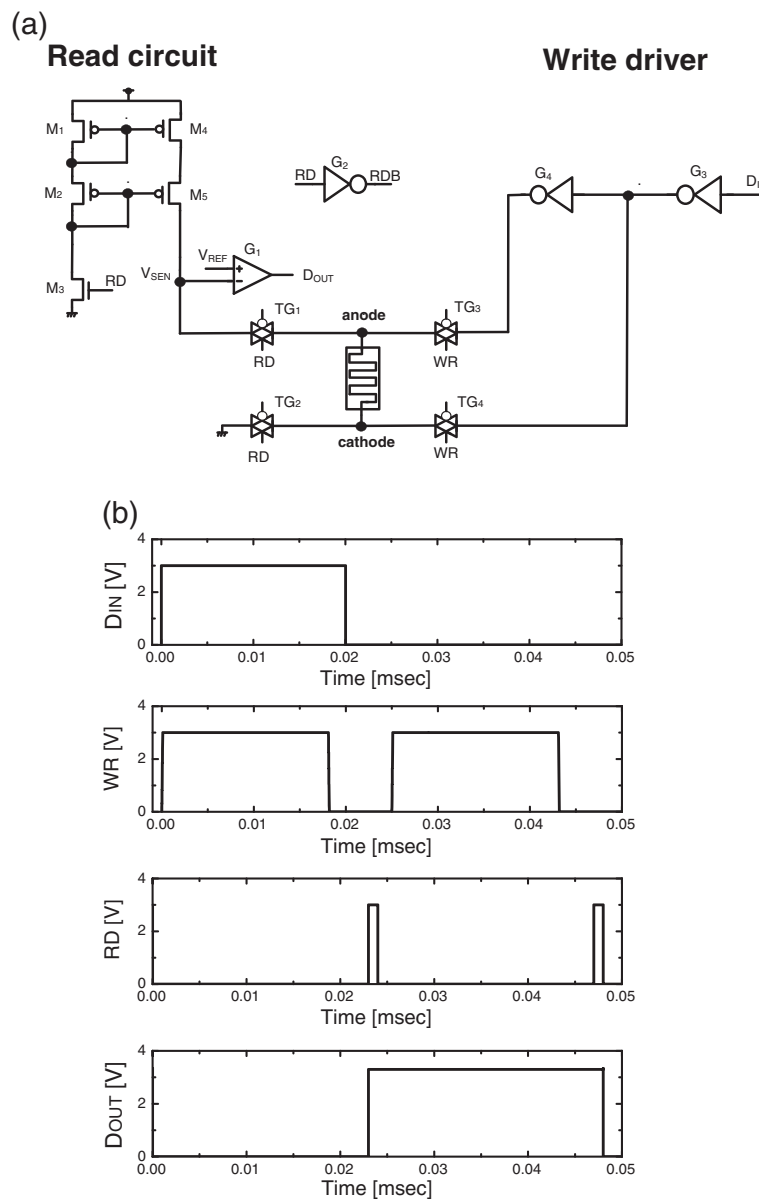 (a)
Read circuit
Write driver
M1
M4
M2
M5
M3
RD
VSEN
VREF
+
−
G1
DOUT
RD
G2
RDB
G4
G3
TG1
RD
anode
TG3
WR
TG2
RD
cathode
TG4
WR
(b)
DIN [V]
4
2
0
0.00 0.01 0.02 0.03 0.04 0.05
Time [msec]
WR [V]
4
2
0
0.00 0.01 0.02 0.03 0.04 0.05
Time [msec]
RD [V]
4
2
0
0.00 0.01 0.02 0.03 0.04 0.05
Time [msec]
DOUT [V]
4
2
0
0.00 0.01 0.02 0.03 0.04 0.05
Time [msec]